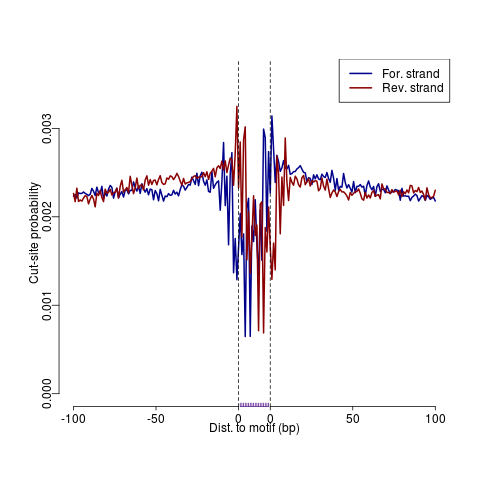 For. strand
Rev. strand
Cut-site probability
0.003
0.002
0.001
0.000
-100 -50 0 0 50 100
Dist. to motif (bp)